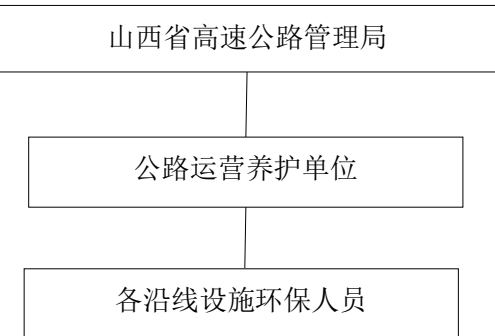 山西省高速公路管理局
公路运营养护单位
各沿线设施环保人员